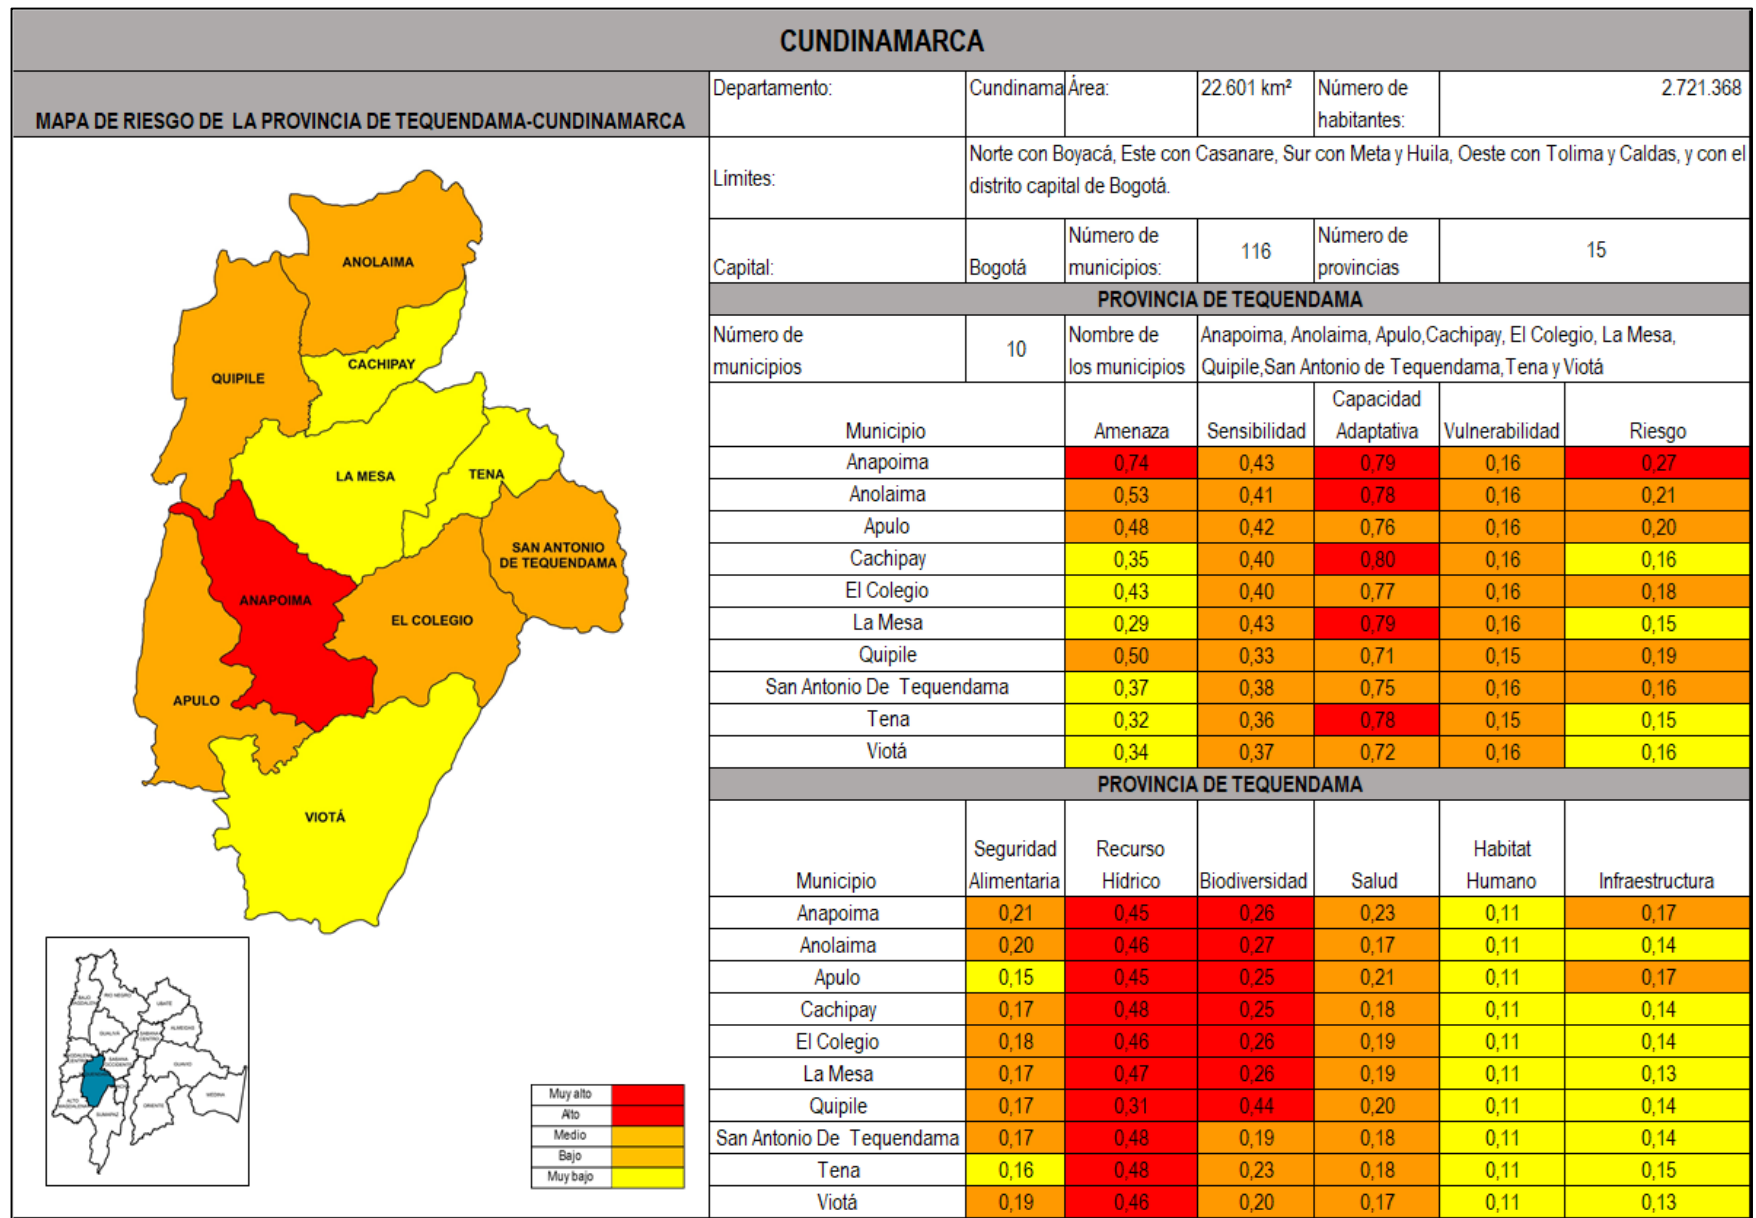 CUNDINAMARCA
MAPA DE RIESGO DE LA PROVINCIA DE TEQUENDAMA-CUNDINAMARCA
ANOLAIMA
CACHIPAY
QUIPILE
LA MESA
TENA
SAN ANTONIO
DE TEQUENDAMA
ANAPOIMA
EL COLEGIO
APULO
VIOTÁ
RIO NEGRO
UBATÉ
ALMEIDAS
GUALIVA
SABANA
CENTRO
SABANA
OCCIDENTE
GUAVIO
MEDINA
ORIENTE
SUMAPAZ
ALTO
MAGDALENA
Muy alto
Alto
Medio
Bajo
Muy bajo
Departamento: Cundinama Área: 22.601 km² Número de habitantes: 2.721.368
Límites: Norte con Boyacá, Este con Casanare, Sur con Meta y Huila, Oeste con Tolima y Caldas, y con el
distrito capital de Bogotá.
Capital: Bogotá Número de municipios: 116 Número de provincias 15
PROVINCIA DE TEQUENDAMA
Número de municipios 10 Nombre de los municipios Anapoima, Anolaima, Apulo,Cachipay, El Colegio, La Mesa,
Quipile,San Antonio de Tequendama,Tena y Viotá
Municipio Amenaza Sensibilidad Capacidad Adaptativa Vulnerabilidad Riesgo
Anapoima 0,74 0,43 0,79 0,16 0,27
Anolaima 0,53 0,41 0,78 0,16 0,21
Apulo 0,48 0,42 0,76 0,16 0,20
Cachipay 0,35 0,40 0,80 0,16 0,16
El Colegio 0,43 0,40 0,77 0,16 0,18
La Mesa 0,29 0,43 0,79 0,16 0,15
Quipile 0,50 0,33 0,71 0,15 0,19
San Antonio De Tequendama 0,37 0,38 0,75 0,16 0,16
Tena 0,32 0,36 0,78 0,15 0,15
Viotá 0,34 0,37 0,72 0,16 0,16
PROVINCIA DE TEQUENDAMA
Municipio Seguridad Alimentaria Recurso Hídrico Biodiversidad Salud Habitat Humano Infraestructura
Anapoima 0,21 0,45 0,26 0,23 0,11 0,17
Anolaima 0,20 0,46 0,27 0,17 0,11 0,14
Apulo 0,15 0,45 0,25 0,21 0,11 0,17
Cachipay 0,17 0,48 0,25 0,18 0,11 0,14
El Colegio 0,18 0,46 0,26 0,19 0,11 0,14
La Mesa 0,17 0,47 0,26 0,19 0,11 0,13
Quipile 0,17 0,31 0,44 0,20 0,11 0,14
San Antonio De Tequendama 0,17 0,48 0,19 0,18 0,11 0,14
Tena 0,16 0,48 0,23 0,18 0,11 0,15
Viotá 0,19 0,46 0,20 0,17 0,11 0,13